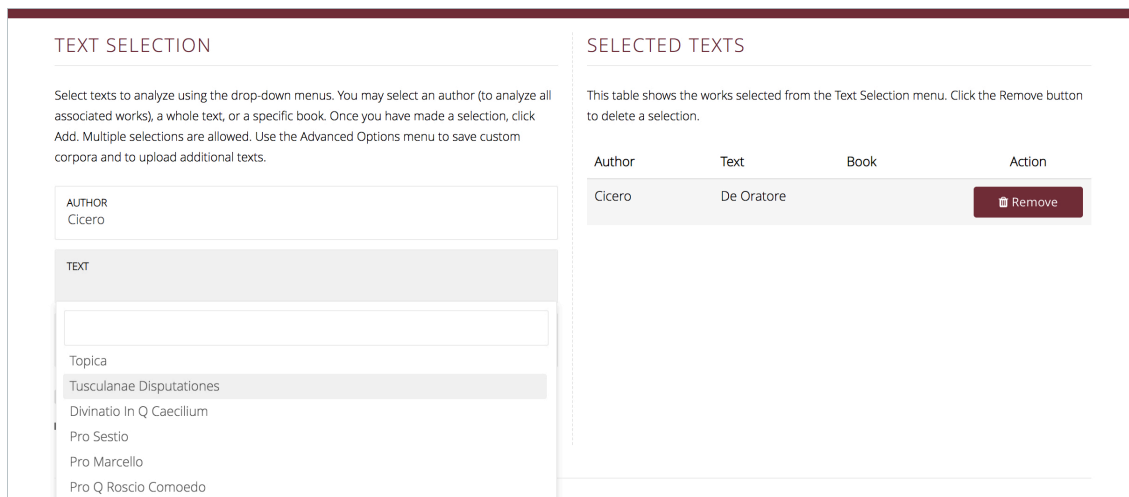 TEXT SELECTION
Select texts to analyze using the drop-down menus. You may select an author (to analyze all
associated works), a whole text, or a specific book. Once you have made a selection, click
Add. Multiple selections are allowed. Use the Advanced Options menu to save custom
corpora and to upload additional texts.
AUTHOR
Cicero
TEXT
Topica
Tusculanae Disputationes
Divinatio In Q Caecilium
Pro Sestio
Pro Marcello
Pro Q Roscio Comoedo
SELECTED TEXTS
This table shows the works selected from the Text Selection menu. Click the Remove button
to delete a selection.
Author Text Book Action
Cicero De Oratore Remove